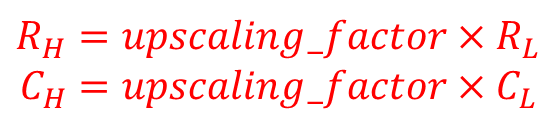 R_H = upscaling_factor × R_L
C_H = upscaling_factor × C_L